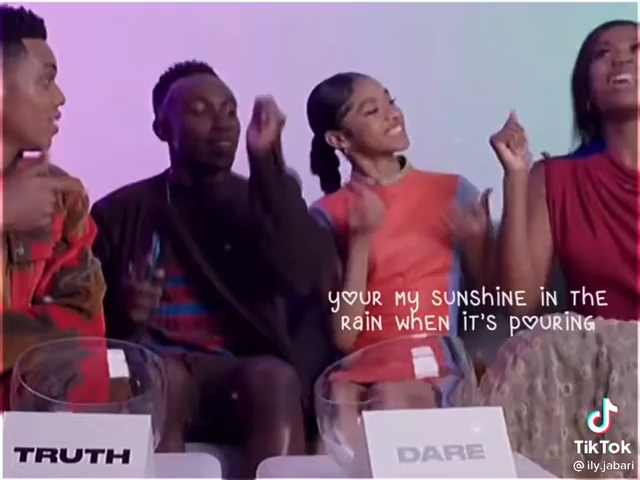 your my sunshine in the
rain when it's pouring
TRUTH
DARE
TikTok
@ily.jabari